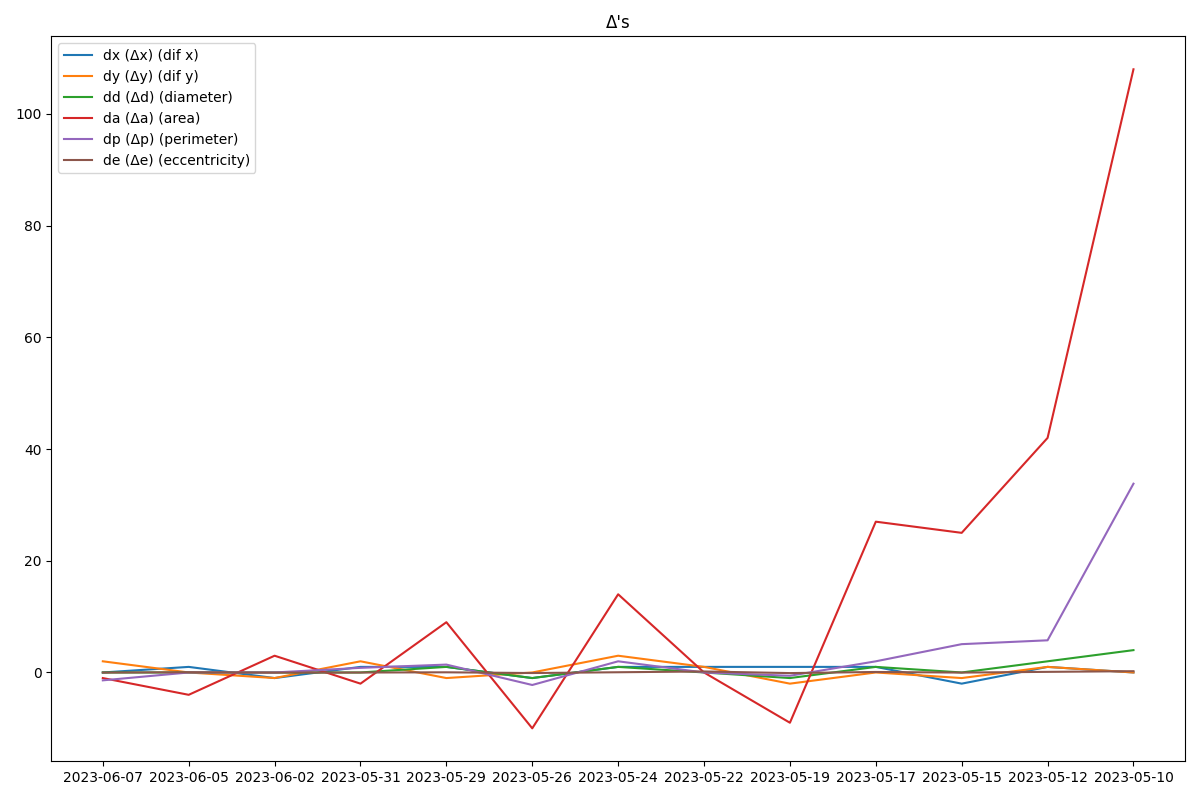 Δ's
dx (Δx) (dif x)
dy (Δy) (dif y)
dd (Δd) (diameter)
da (Δa) (area)
dp (Δp) (perimeter)
de (Δe) (eccentricity)
100
80
60
40
20
0
2023-06-07 2023-06-05 2023-06-02 2023-05-31 2023-05-29 2023-05-26 2023-05-24 2023-05-22 2023-05-19 2023-05-17 2023-05-15 2023-05-12 2023-05-10